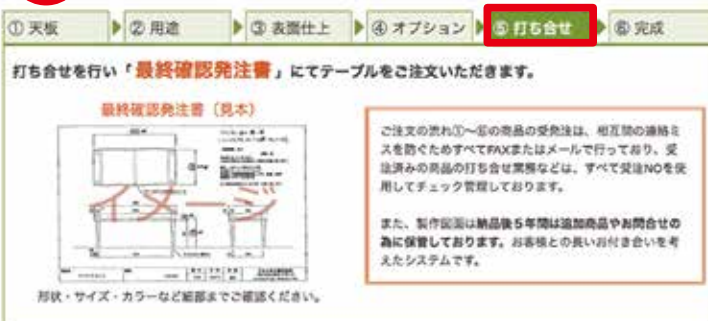 ① 天板
② 用途
③ 表面仕上
④ オプション
⑤ 打ち合せ
⑥ 完成
打ち合せを行い「最終確認発注書」にてテーブルをご注文いただきます。
最終確認発注書（見本）
イメージ
形状・サイズ・カラーなど細部までご確認ください。
ご注文の流れ①～⑥の商品の受発注は、相互間の連絡ミ
スを防ぐためすべてFAXまたはメールで行っており、受
注済みの商品の打ち合せ業務などは、すべて受注NOを使
用してチェック管理しております。
また、製作図面は納品後５年間は追加商品やお問合せの
為に保管しております。お客様との長いお付き合いを考
えたシステムです。